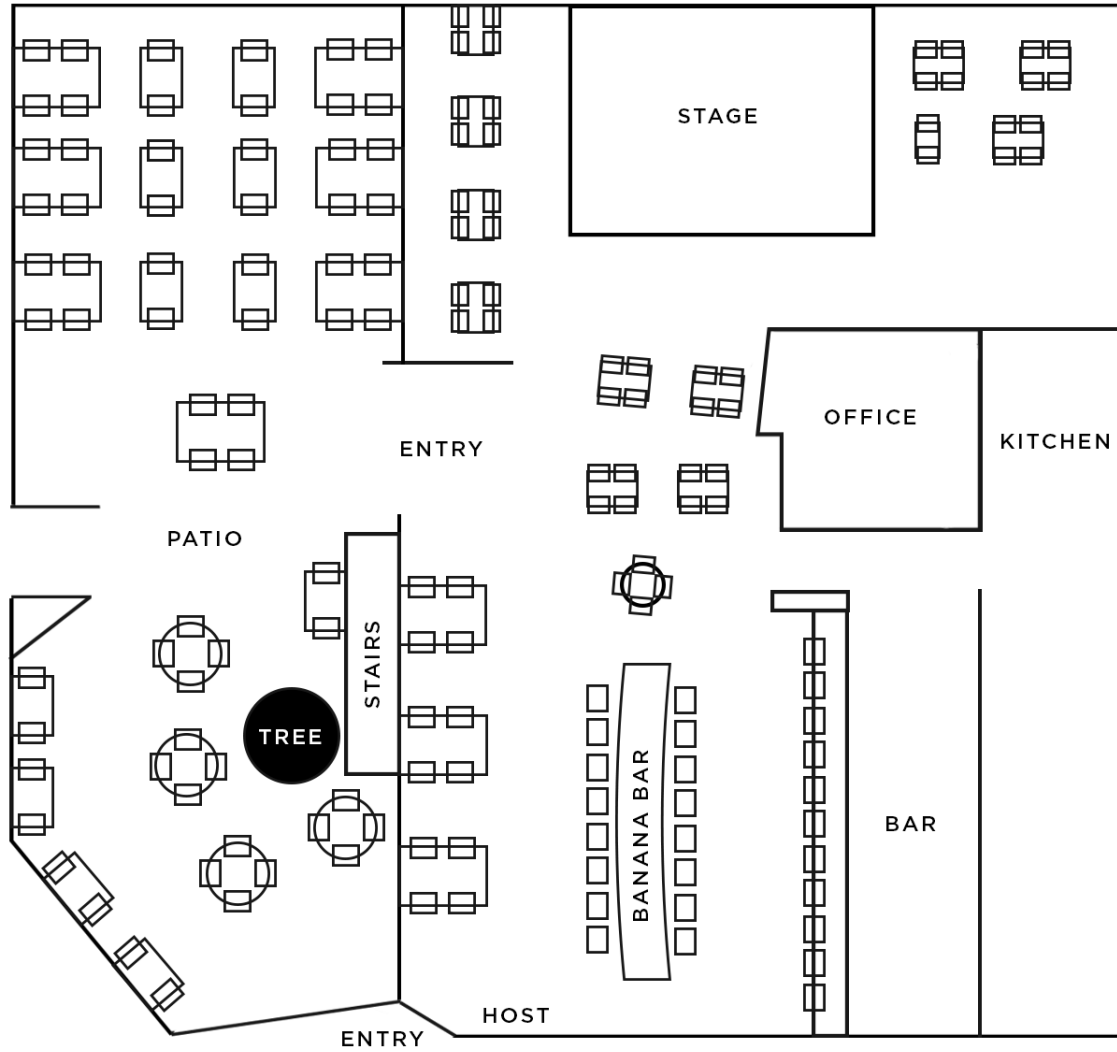 STAGE
OFFICE
KITCHEN
ENTRY
PATIO
STAIRS
TREE
BANANA BAR
BAR
HOST
ENTRY